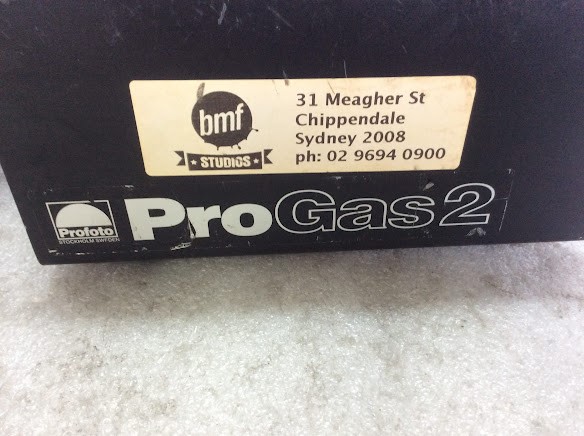 bmf
STUDIOS
31 Meagher St
Chippendale
Sydney 2008
ph: 02 9694 0900
Profoto
STOCKHOLM SWEDEN
ProGas2